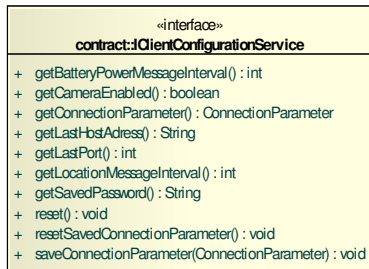 «interface»
contract::IClientConfigurationService
+ getBatteryPowerMessageInterval() : int
+ getCameraEnabled() : boolean
+ getConnectionParameter() : ConnectionParameter
+ getLastHostAdress() : String
+ getLastPort() : int
+ getLocationMessageInterval() : int
+ getSavedPassword() : String
+ reset() : void
+ resetSavedConnectionParameter() : void
+ saveConnectionParameter(ConnectionParameter) : void